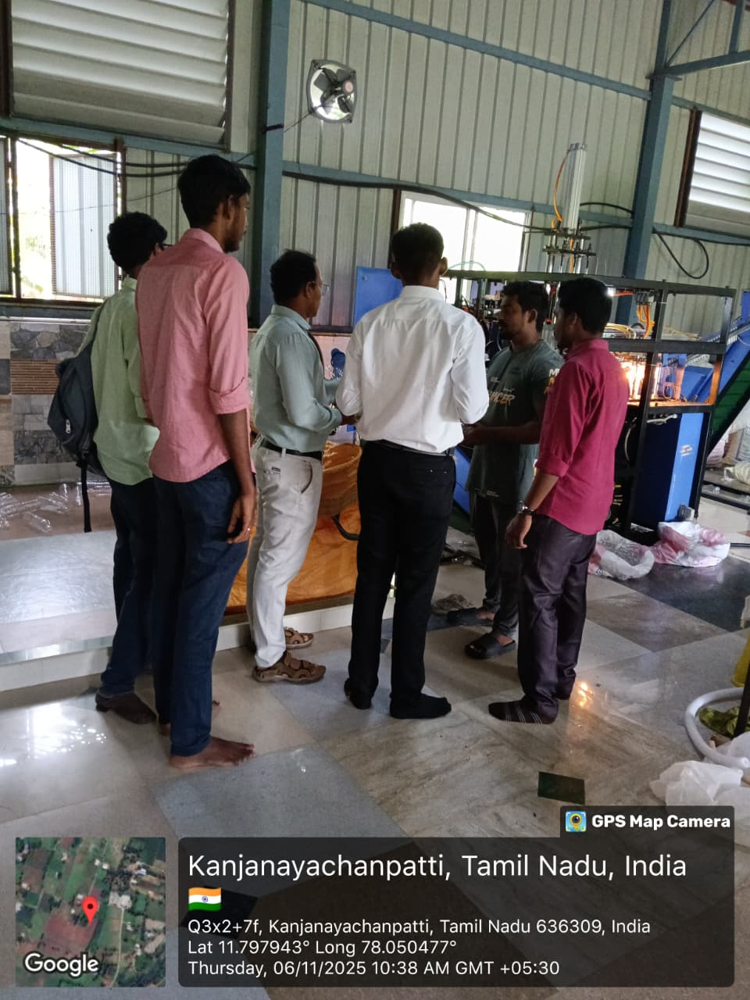 GPS Map Camera
Kanjanayachanpatti, Tamil Nadu, India
Q3x2+7f, Kanjanayachanpatti, Tamil Nadu 636309, India
Lat 11.797943° Long 78.050477°
Thursday, 06/11/2025 10:38 AM GMT +05:30
Google